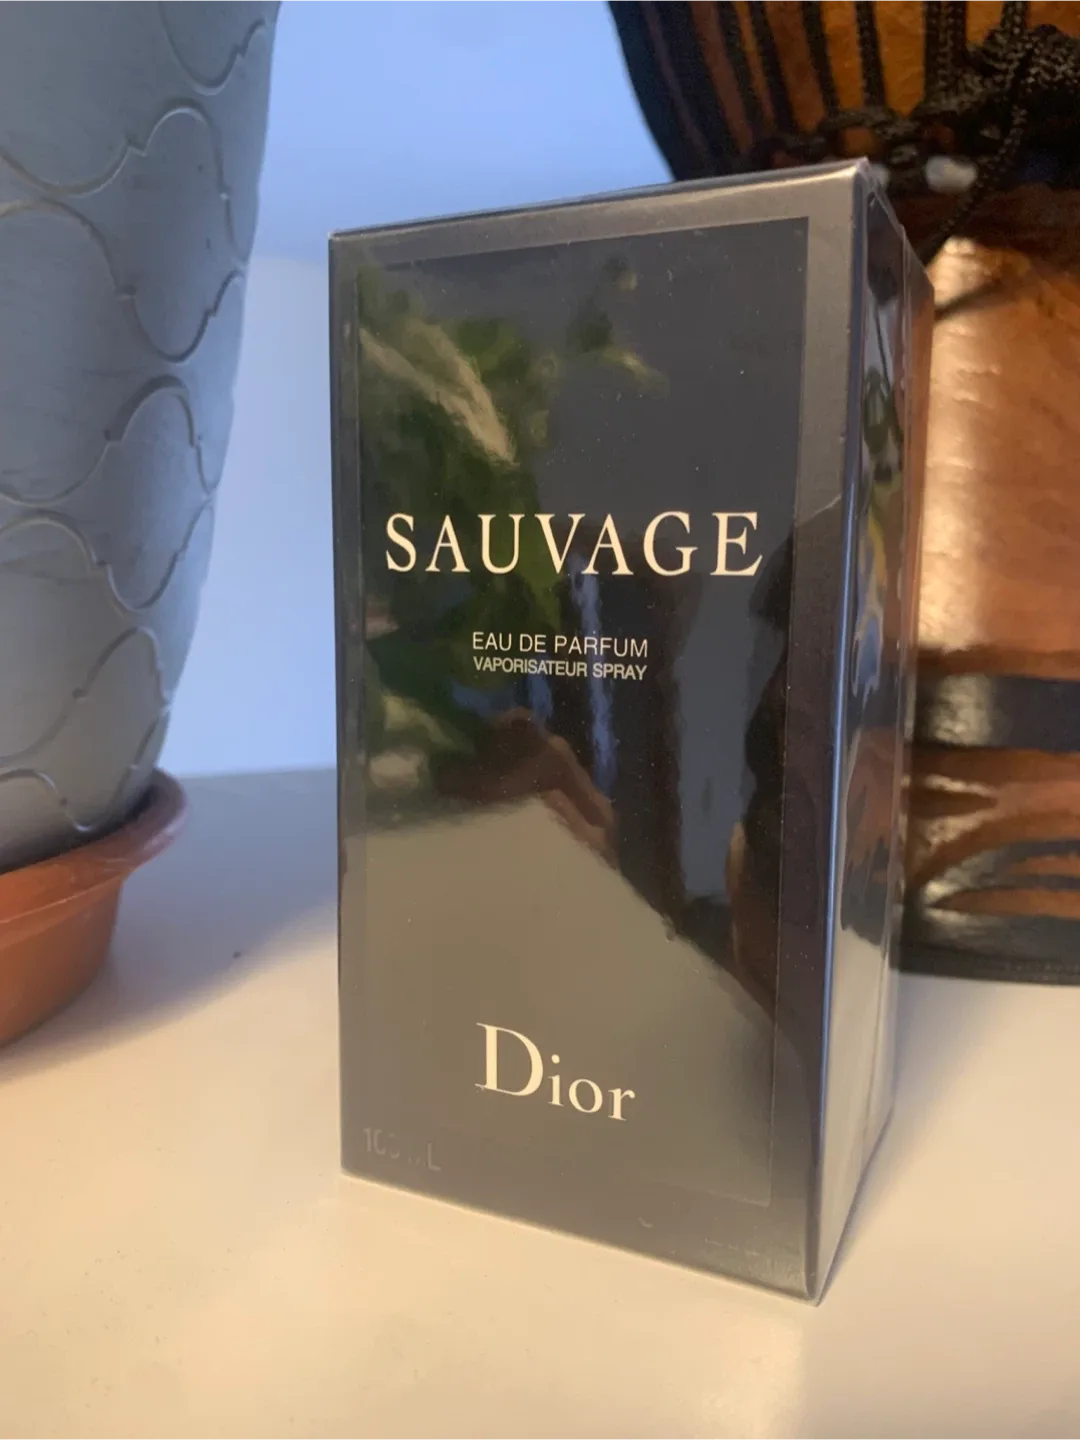 SAUVAGE
EAU DE PARFUM
VAPORISATEUR SPRAY
Dior